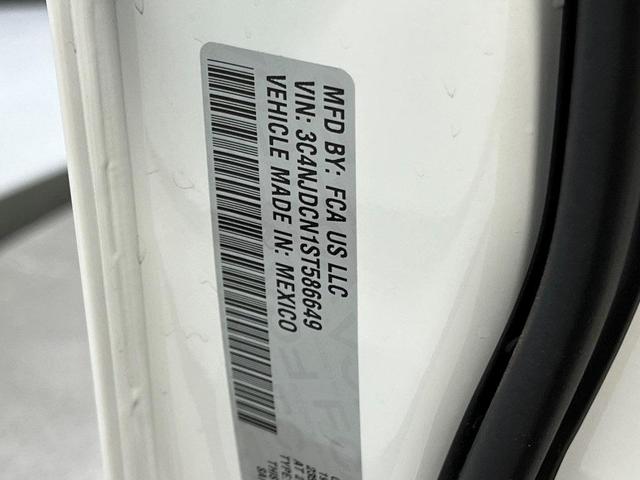 MFD BY: FCA US LLC
VIN: 3C4NJDCN1ST586649
VEHICLE MADE IN: MEXICO